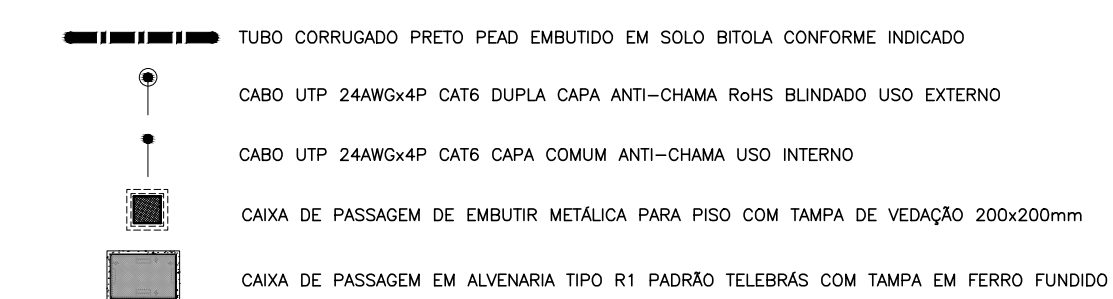 TUBO CORRUGADO PRETO PEAD EMBUTIDO EM SOLO BITOLA CONFORME INDICADO
CABO UTP 24AWGx4P CAT6 DUPLA CAPA ANTI-CHAMA RoHS BLINDADO USO EXTERNO
CABO UTP 24AWGx4P CAT6 CAPA COMUM ANTI-CHAMA USO INTERNO
CAIXA DE PASSAGEM DE EMBUTIR METÁLICA PARA PISO COM TAMPA DE VEDAÇÃO 200x200mm
CAIXA DE PASSAGEM EM ALVENARIA TIPO R1 PADRÃO TELEBRÁS COM TAMPA EM FERRO FUNDIDO